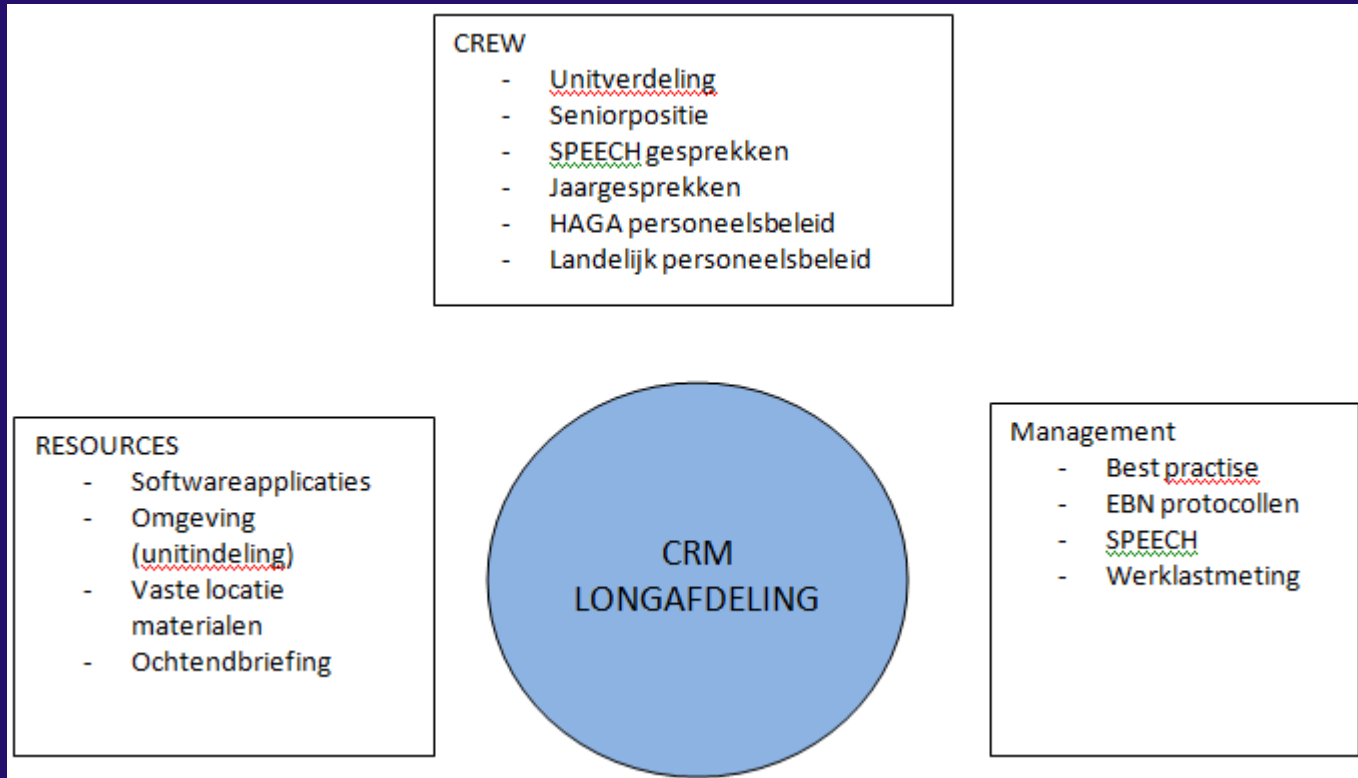 CREW
- Unitverdeling
- Seniorpositie
- SPEECH gesprekken
- Jaargesprekken
- HAGA personeelsbeleid
- Landelijk personeelsbeleid
RESOURCES
- Softwareapplicaties
- Omgeving
(unitindeling)
- Vaste locatie
materialen
- Ochtendbriefing
CRM
LONGAFDELING
Management
- Best practise
- EBN protocollen
- SPEECH
- Werklastmeting